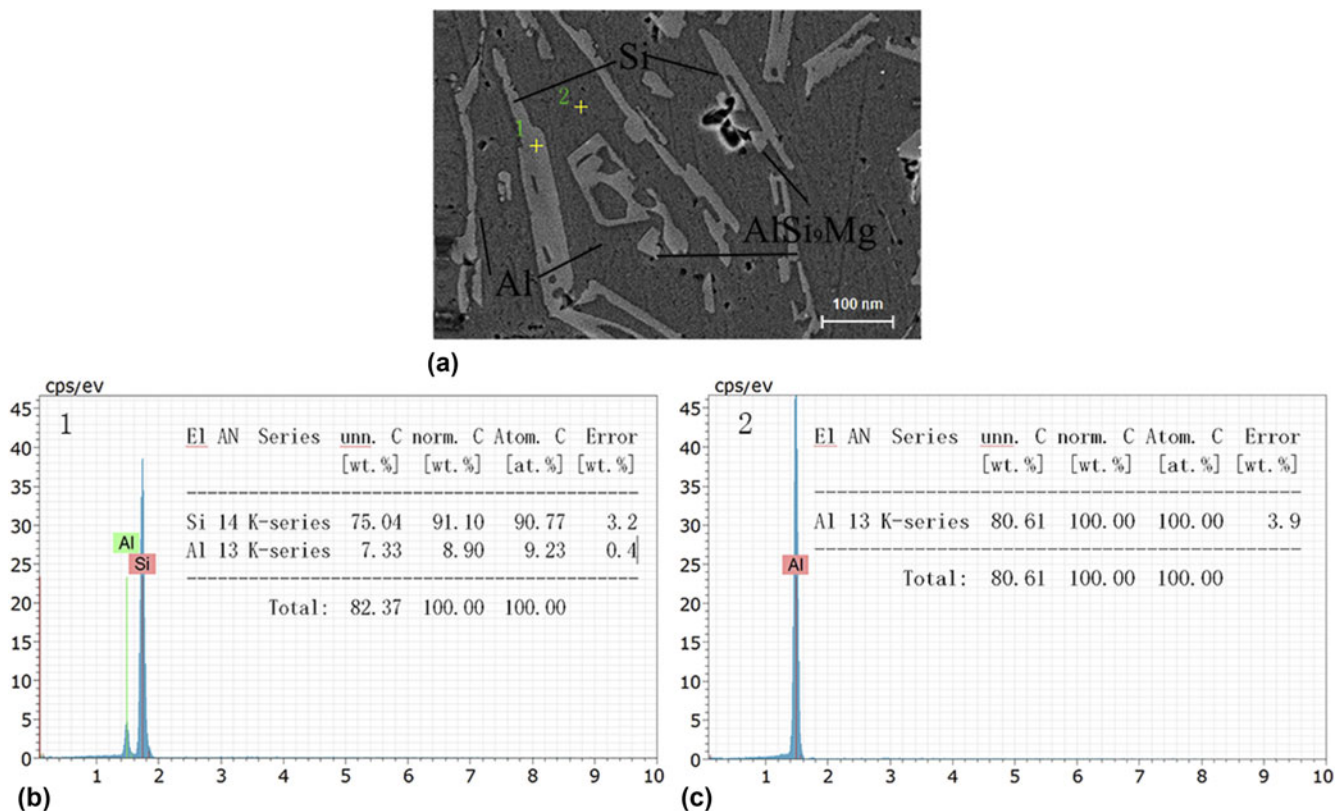 Si
2
1
AlSi₉Mg
Al
100 nm
(a)
cps/ev
45
40
35
30
25
20
15
10
5
0
1
El AN Series unn. C norm. C Atom. C Error
[wt.%] [wt.%] [at.%] [wt.%]
Si 14 K-series 75.04 91.10 90.77 3.2
Al 13 K-series 7.33 8.90 9.23 0.4
Total: 82.37 100.00 100.00
Al
Si
1 2 3 4 5 6 7 8 9 10
(b)
cps/ev
45
40
35
30
25
20
15
10
5
0
2
El AN Series unn. C norm. C Atom. C Error
[wt.%] [wt.%] [at.%] [wt.%]
Al 13 K-series 80.61 100.00 100.00 3.9
Total: 80.61 100.00 100.00
Al
1 2 3 4 5 6 7 8 9 10
(c)